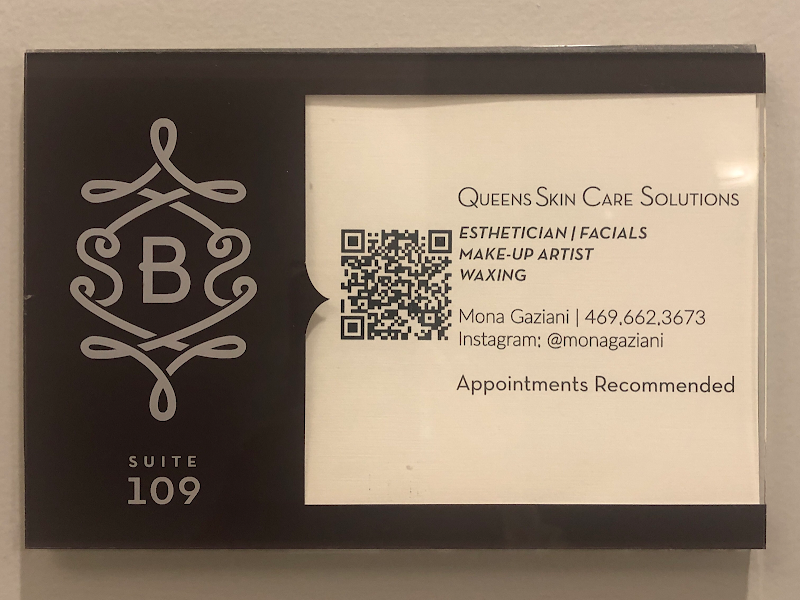 SBS
SUITE
109
QUEENS SKIN CARE SOLUTIONS
ESTHETICIAN | FACIALS
MAKE-UP ARTIST
WAXING
Mona Gaziani | 469.662.3673
Instagram: @monagaziani
Appointments Recommended